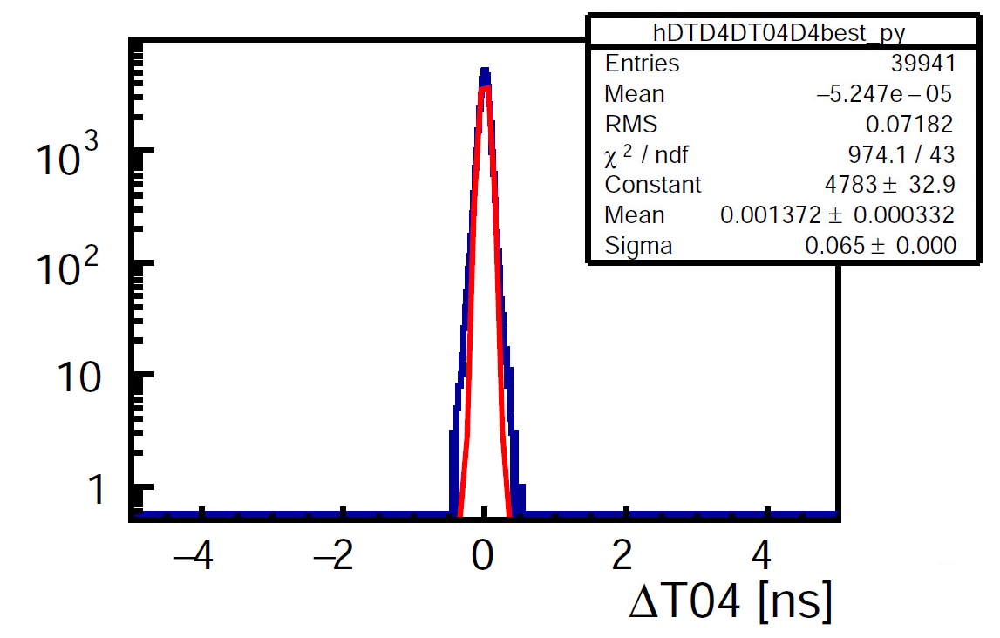 hDTD4DT04D4best_py
Entries 39941
Mean −5.247e−05
RMS 0.07182
χ² / ndf 974.1 / 43
Constant 4783 ± 32.9
Mean 0.001372 ± 0.000332
Sigma 0.065 ± 0.000
10³
10²
10
1
−4 −2 0 2 4
ΔT04 [ns]